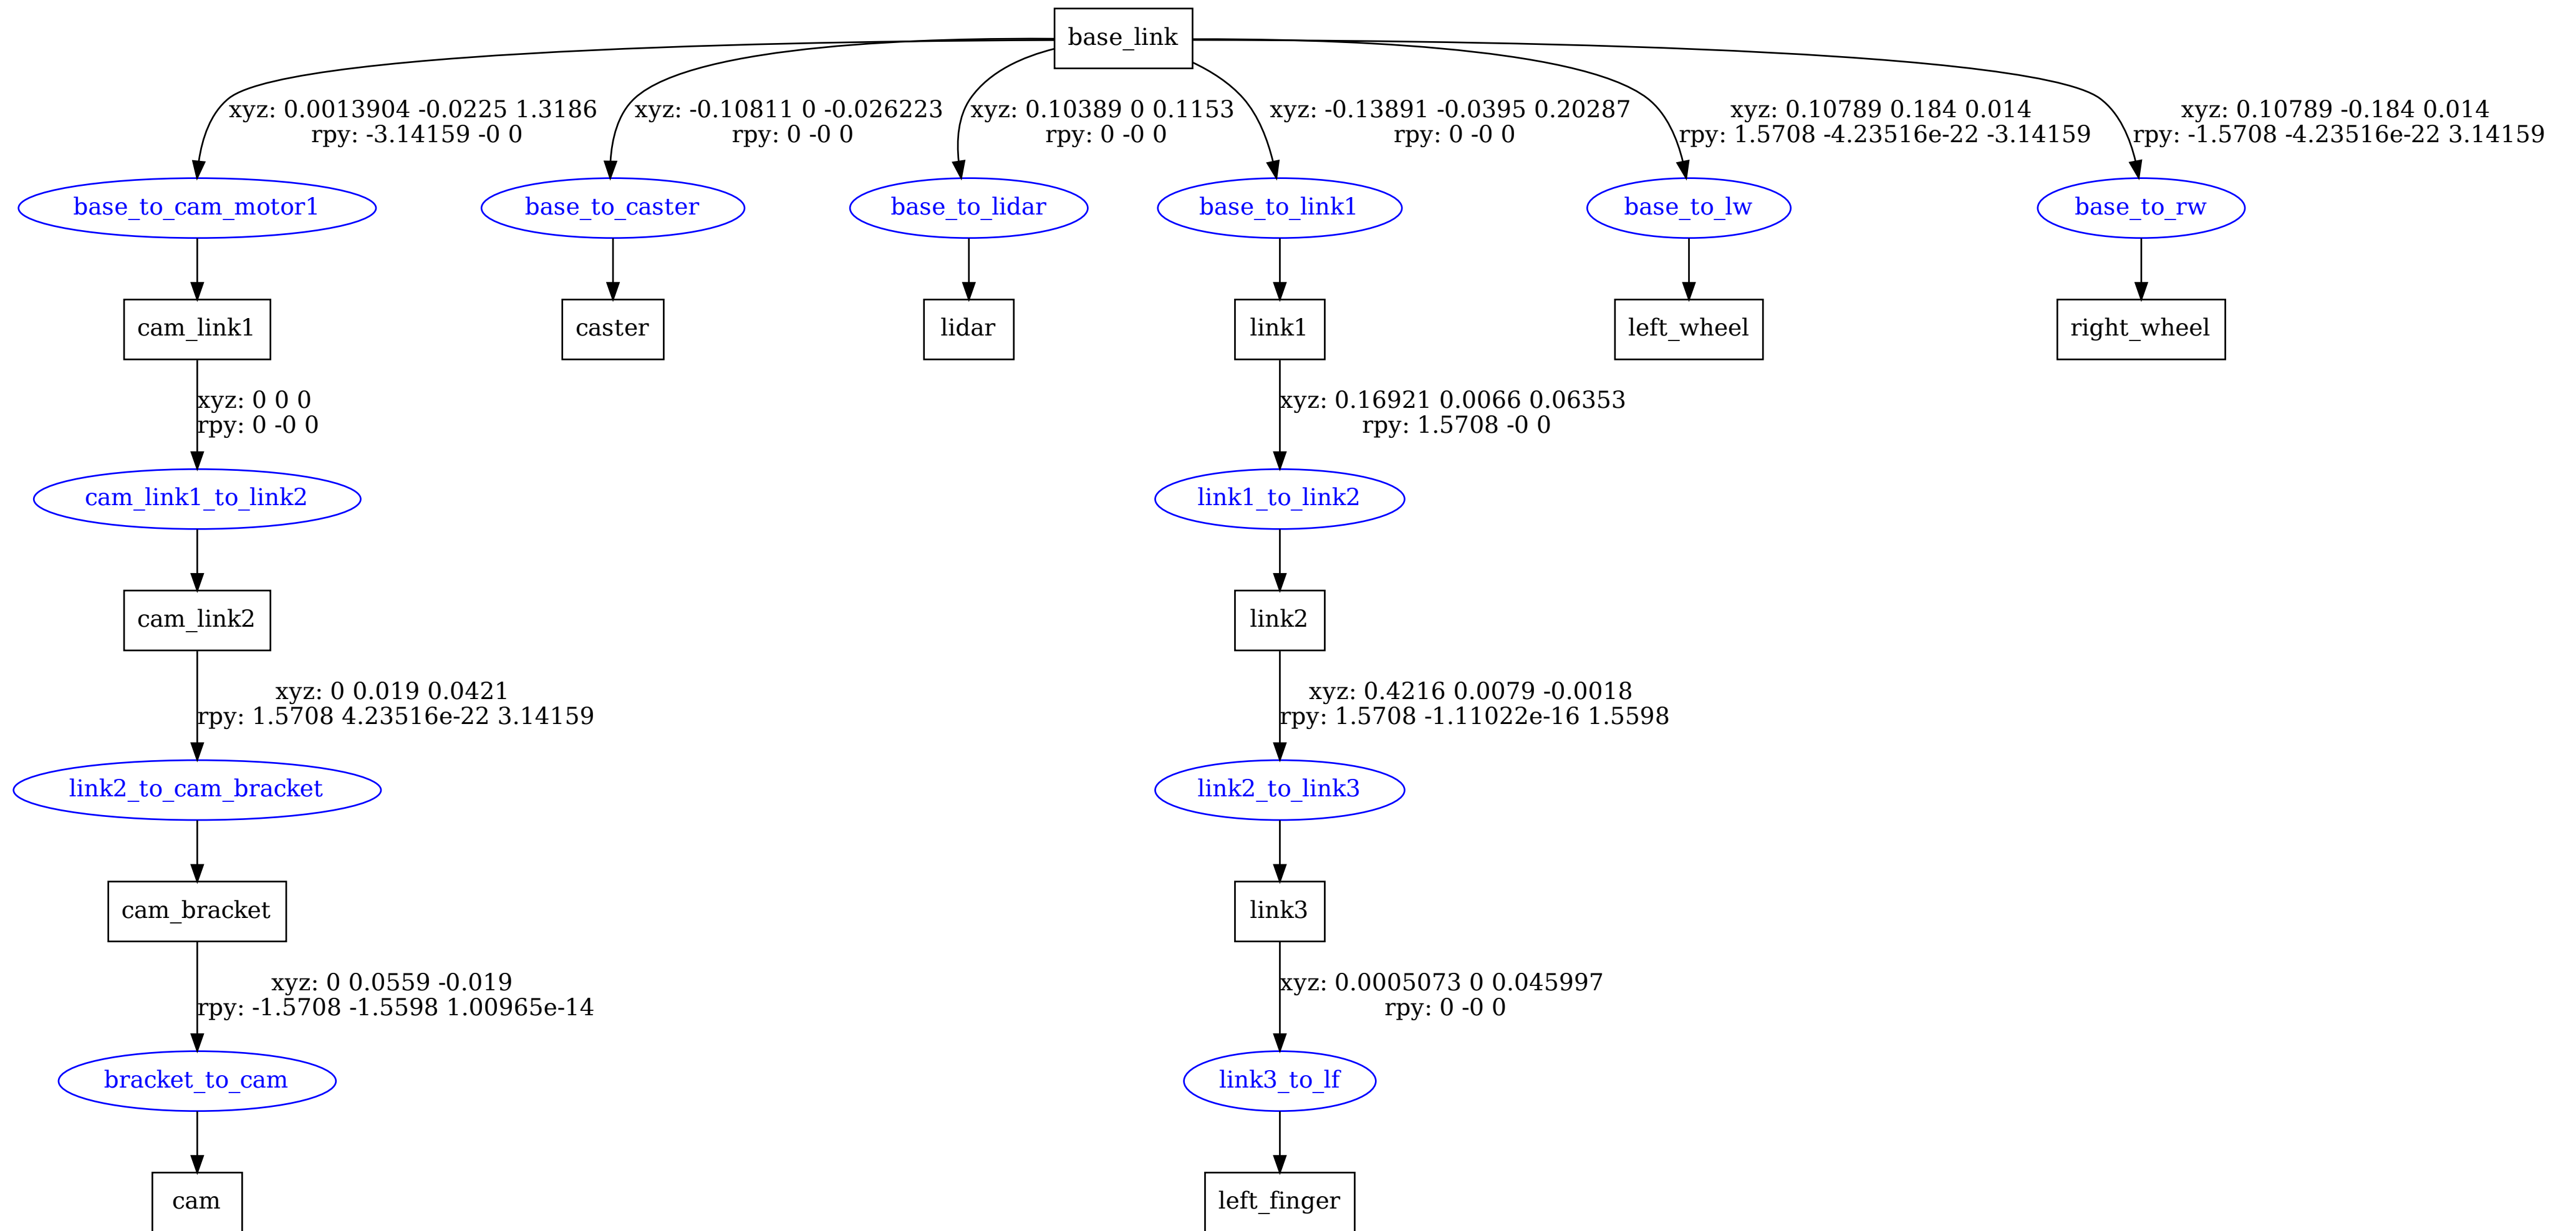 base_link
xyz: 0.0013904 -0.0225 1.3186
rpy: -3.14159 -0 0
xyz: -0.10811 0 -0.026223
rpy: 0 -0 0
xyz: 0.10389 0 0.1153
rpy: 0 -0 0
xyz: -0.13891 -0.0395 0.20287
rpy: 0 -0 0
xyz: 0.10789 0.184 0.014
rpy: 1.5708 -4.23516e-22 -3.14159
xyz: 0.10789 -0.184 0.014
rpy: -1.5708 -4.23516e-22 3.14159
base_to_cam_motor1
base_to_caster
base_to_lidar
base_to_link1
base_to_lw
base_to_rw
cam_link1
caster
lidar
link1
left_wheel
right_wheel
xyz: 0 0 0
rpy: 0 -0 0
xyz: 0.16921 0.0066 0.06353
rpy: 1.5708 -0 0
cam_link1_to_link2
link1_to_link2
cam_link2
link2
xyz: 0 0.019 0.0421
rpy: 1.5708 4.23516e-22 3.14159
xyz: 0.4216 0.0079 -0.0018
rpy: 1.5708 -1.11022e-16 1.5598
link2_to_cam_bracket
link2_to_link3
cam_bracket
link3
xyz: 0 0.0559 -0.019
rpy: -1.5708 -1.5598 1.00965e-14
xyz: 0.0005073 0 0.045997
rpy: 0 -0 0
bracket_to_cam
link3_to_lf
cam
left_finger